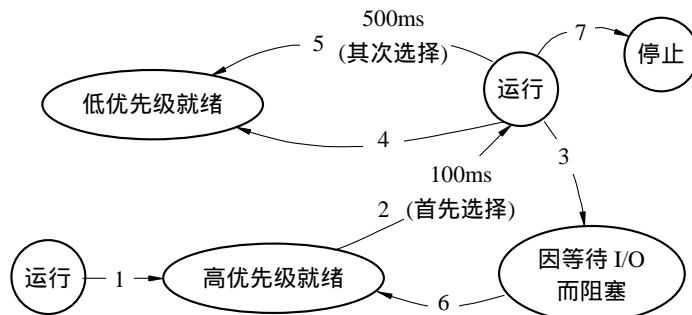 500ms
5
(其次选择)
7
停止
运行
低优先级就绪
4
3
100ms
2
(首先选择)
运行
1
高优先级就绪
6
因等待 I/O
而阻塞